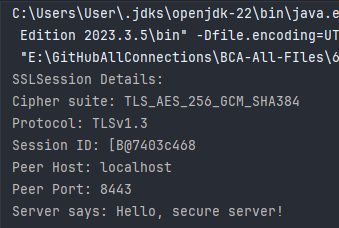 C:\Users\User\.jdks\openjdk-22\bin\java.e
Edition 2023.3.5\bin" -Dfile.encoding=UT
"E:\GitHubAllConnections\BCA-All-FIles\6
SSLSession Details:
Cipher suite: TLS_AES_256_GCM_SHA384
Protocol: TLSv1.3
Session ID: [B@7403c468
Peer Host: localhost
Peer Port: 8443
Server says: Hello, secure server!